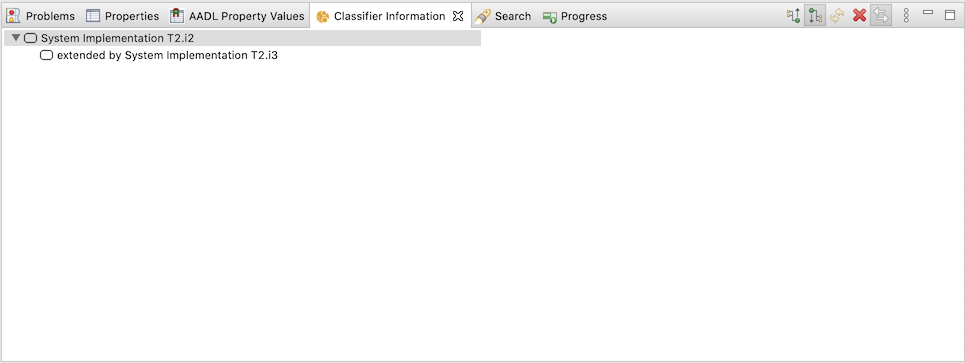 Problems Properties AADL Property Values Classifier Information Search Progress
System Implementation T2.i2
extended by System Implementation T2.i3